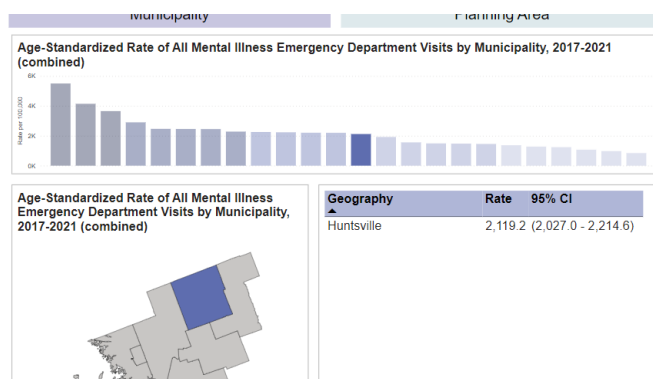 Municipality
Planning Area
Age-Standardized Rate of All Mental Illness Emergency Department Visits by Municipality, 2017-2021
(combined)
6K
4K
2K
0K
Rate per 100,000
Age-Standardized Rate of All Mental Illness
Emergency Department Visits by Municipality,
2017-2021 (combined)
Geography Rate 95% CI
Huntsville 2,119.2 (2,027.0 - 2,214.6)